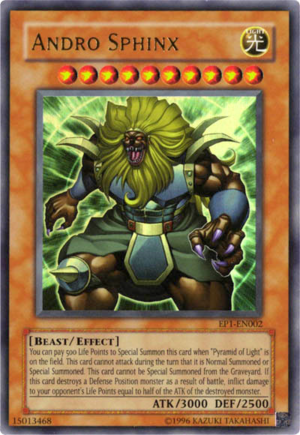 ANDRO SPHINX
LIGHT
光
EP1-EN002
[BEAST/EFFECT]
You can pay 500 Life Points to Special Summon this card when "Pyramid of Light" is
on the field. This card cannot attack during the turn that it is Normal Summoned or
Special Summoned. This card cannot be Special Summoned from the Graveyard. If
this card destroys a Defense Position monster as a result of battle, inflict damage
to your opponent's Life Points equal to half of the ATK of the destroyed monster.
ATK/3000 DEF/2500
15013468
©1996 KAZUKI TAKAHASHI